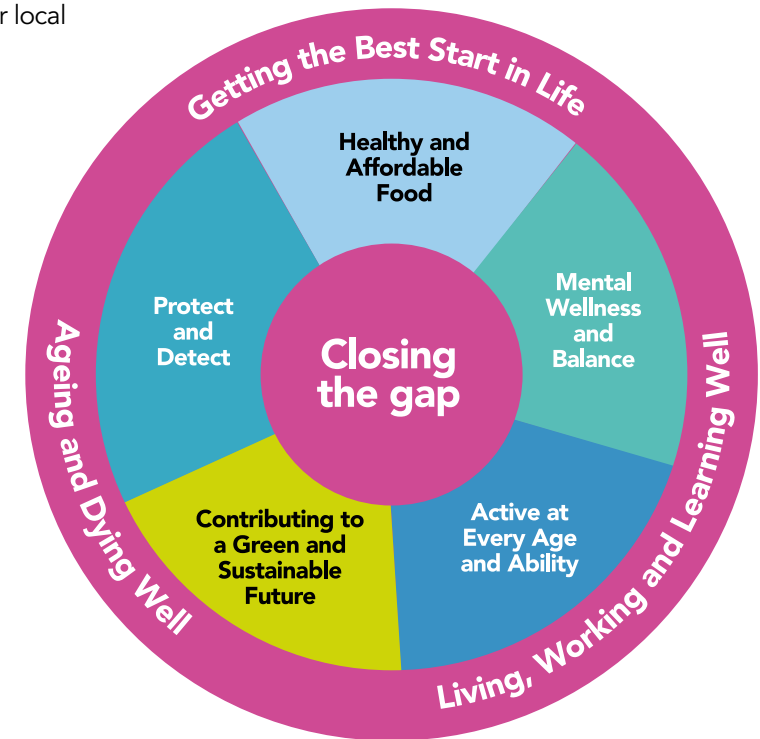 r local
Getting the Best Start in Life
Healthy and
Affordable
Food
Mental
Wellness
and
Balance
Protect
and
Detect
Closing
the gap
Active at
Every Age
and Ability
Contributing to
a Green and
Sustainable
Future
Living, Working and Learning Well
Ageing and Dying Well